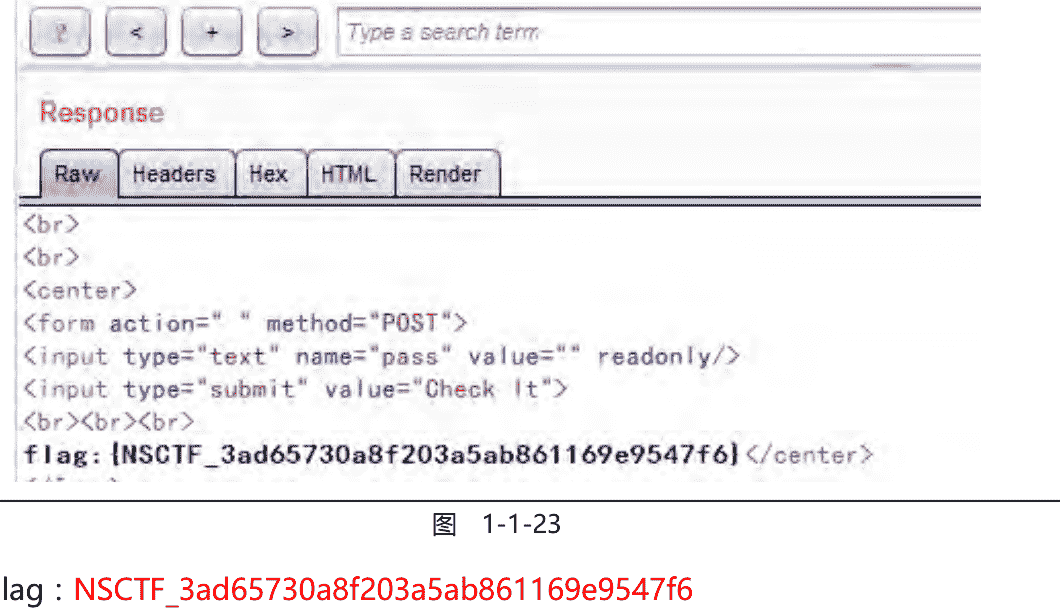 ? < + > Type a search term
Response
Raw Headers Hex HTML Render
<br>
<br>
<center>
<form action=" " method="POST">
<input type="text" name="pass" value="" readonly/>
<input type="submit" value="Check It">
<br><br><br>
flag:{NSCTF_3ad65730a8f203a5ab861169e9547f6}</center>
图 1-1-23
lag：NSCTF_3ad65730a8f203a5ab861169e9547f6